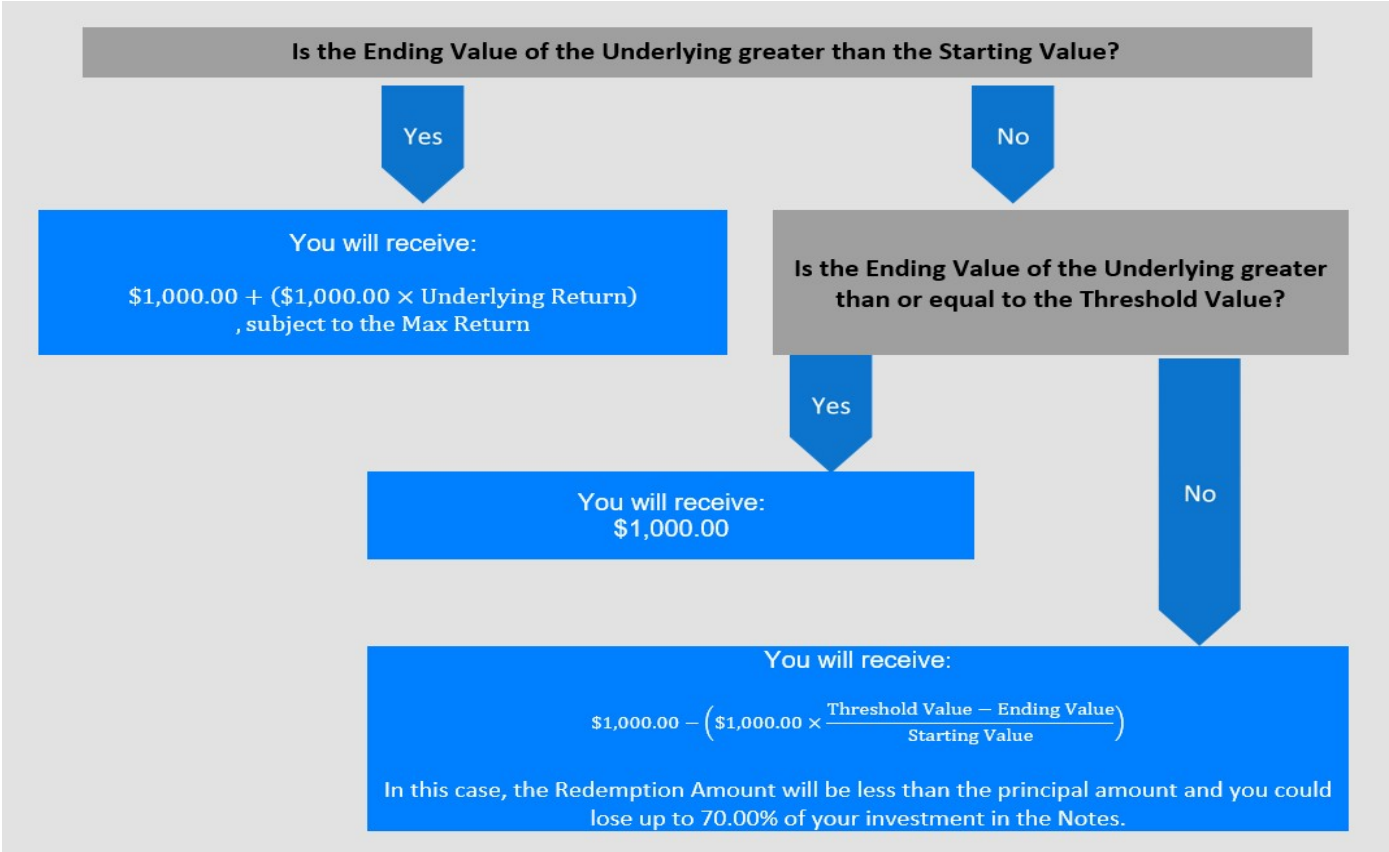 Is the Ending Value of the Underlying greater than the Starting Value?
Yes
No
You will receive:
$1,000.00 + ($1,000.00 × Underlying Return)
, subject to the Max Return
Is the Ending Value of the Underlying greater
than or equal to the Threshold Value?
Yes
No
You will receive:
$1,000.00
You will receive:
$1,000.00 − ($1,000.00 × (Threshold Value − Ending Value)/(Starting Value))
In this case, the Redemption Amount will be less than the principal amount and you could
lose up to 70.00% of your investment in the Notes.